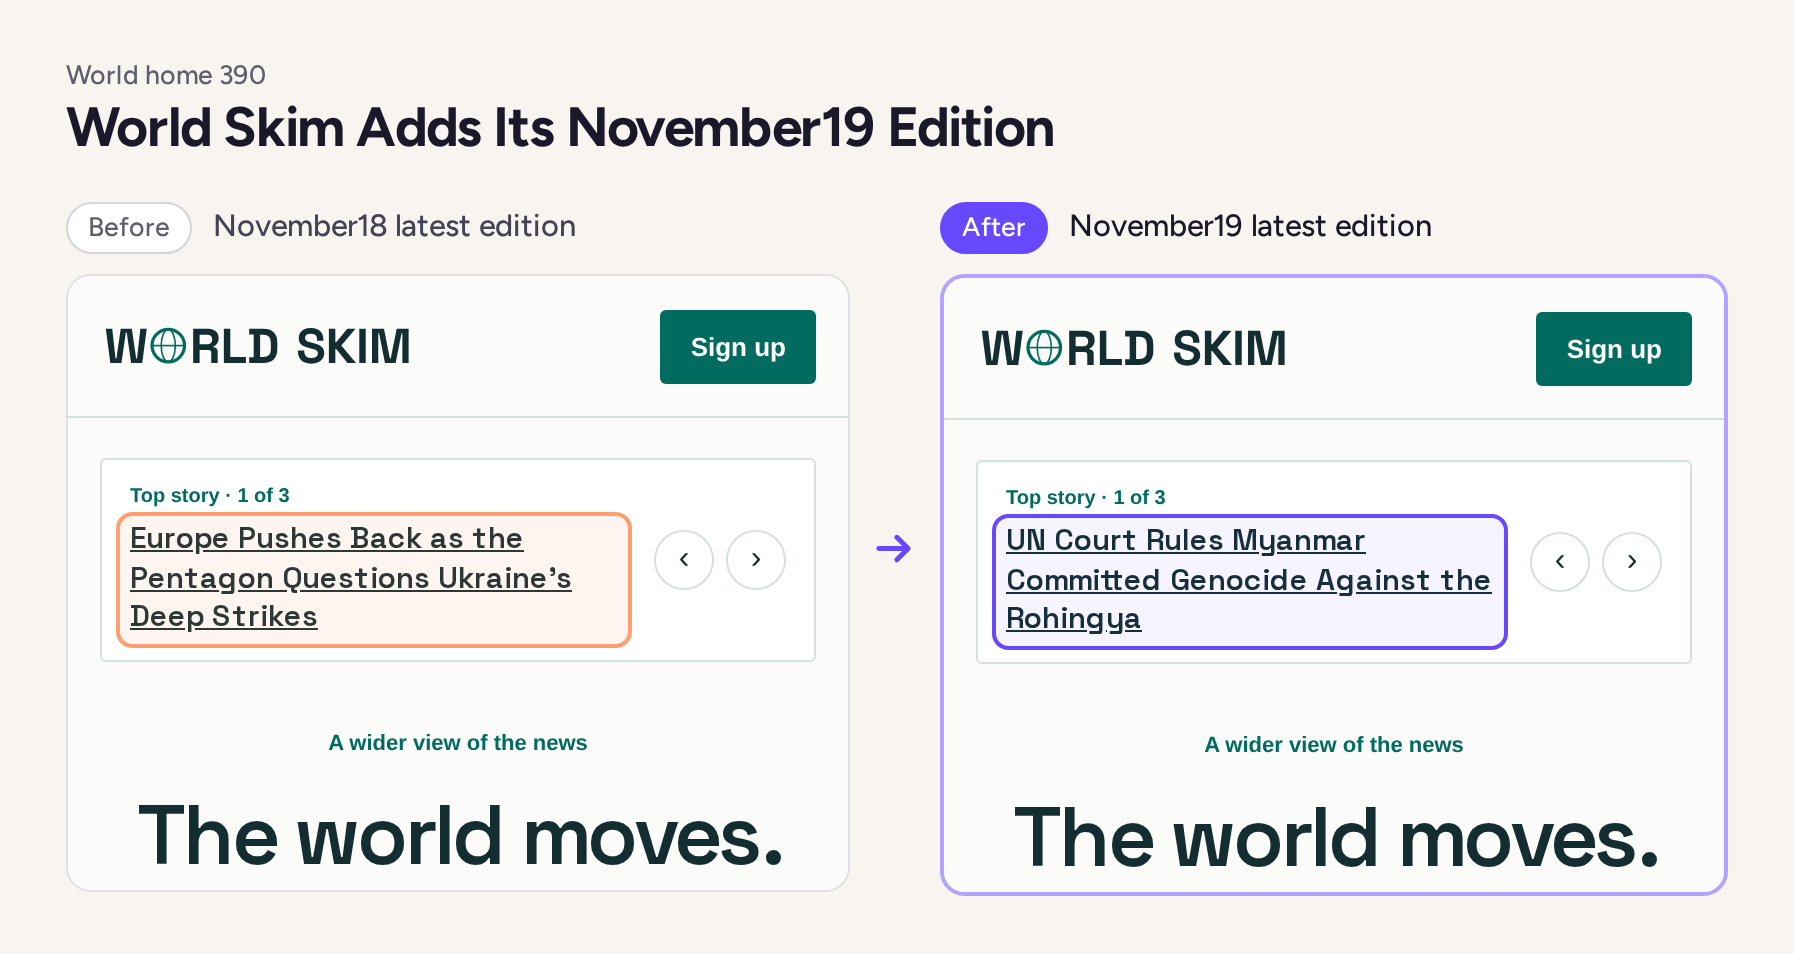 World home 390
World Skim Adds Its November19 Edition
Before
November18 latest edition
WORLD SKIM
Sign up
Top story · 1 of 3
Europe Pushes Back as the
Pentagon Questions Ukraine’s
Deep Strikes
‹ ›
A wider view of the news
The world moves.
→
After
November19 latest edition
WORLD SKIM
Sign up
Top story · 1 of 3
UN Court Rules Myanmar
Committed Genocide Against the
Rohingya
‹ ›
A wider view of the news
The world moves.